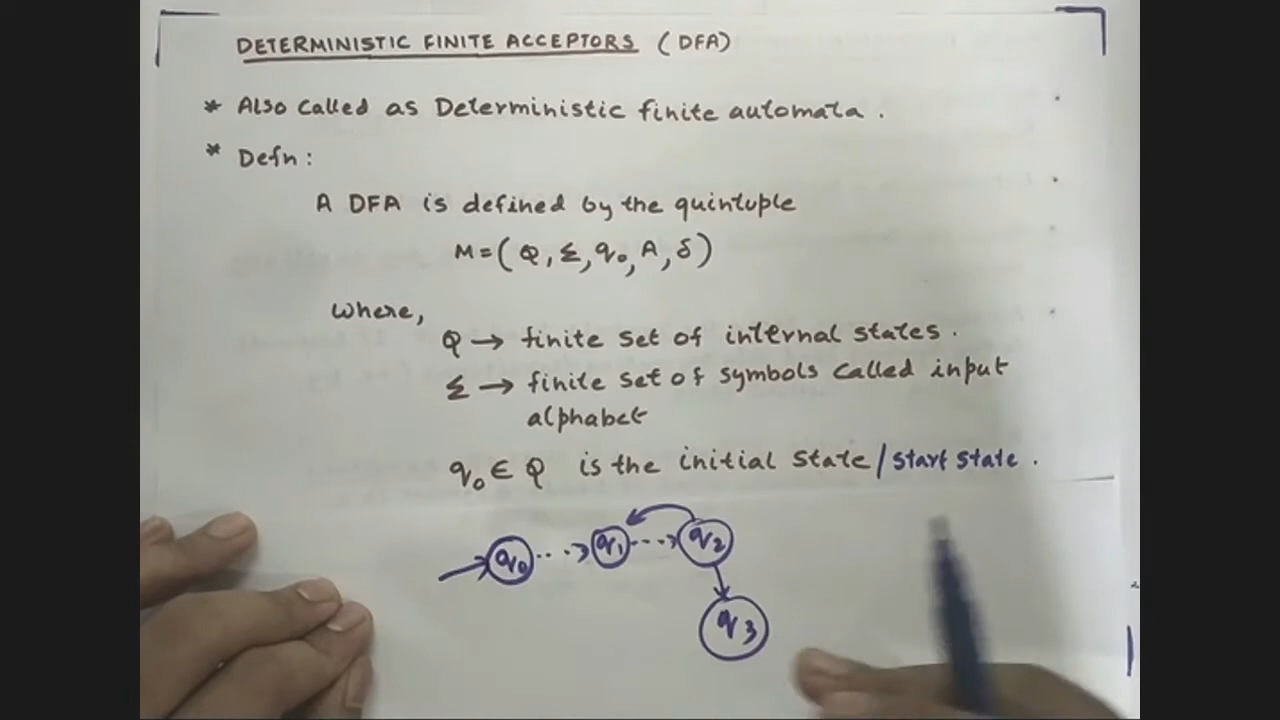 DETERMINISTIC FINITE ACCEPTORS (DFA)
* Also called as Deterministic finite automata.
* Defn:
A DFA is defined by the quintuple
M = (Q, Σ, q₀, A, δ)
where,
Q → finite set of internal states.
Σ → finite set of symbols called input
alphabet
q₀ ∈ Q is the initial state/start state.
q₀ q₁ q₂
q₃